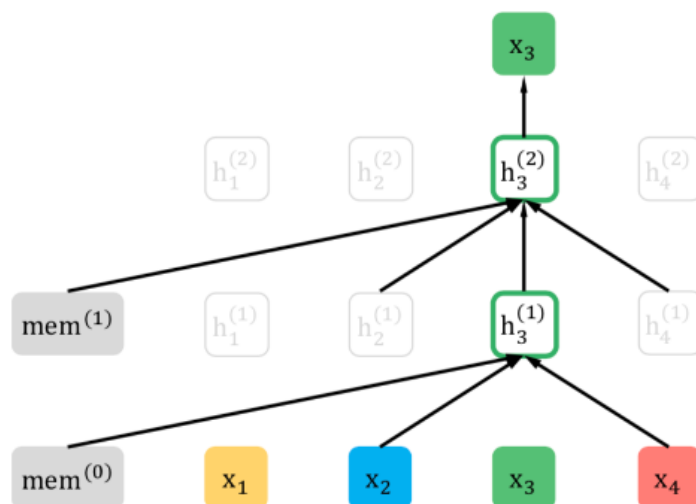 x₃
h₁⁽²⁾ h₂⁽²⁾ h₃⁽²⁾ h₄⁽²⁾
mem⁽¹⁾ h₁⁽¹⁾ h₂⁽¹⁾ h₃⁽¹⁾ h₄⁽¹⁾
mem⁽⁰⁾ x₁ x₂ x₃ x₄